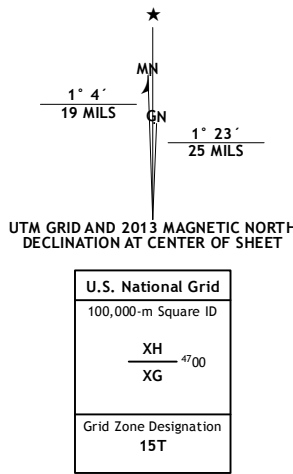 ★
MN
1° 4´
19 MILS
GN
1° 23´
25 MILS
UTM GRID AND 2013 MAGNETIC NORTH
DECLINATION AT CENTER OF SHEET
U.S. National Grid
100,000-m Square ID
XH
4700
XG
Grid Zone Designation
15T